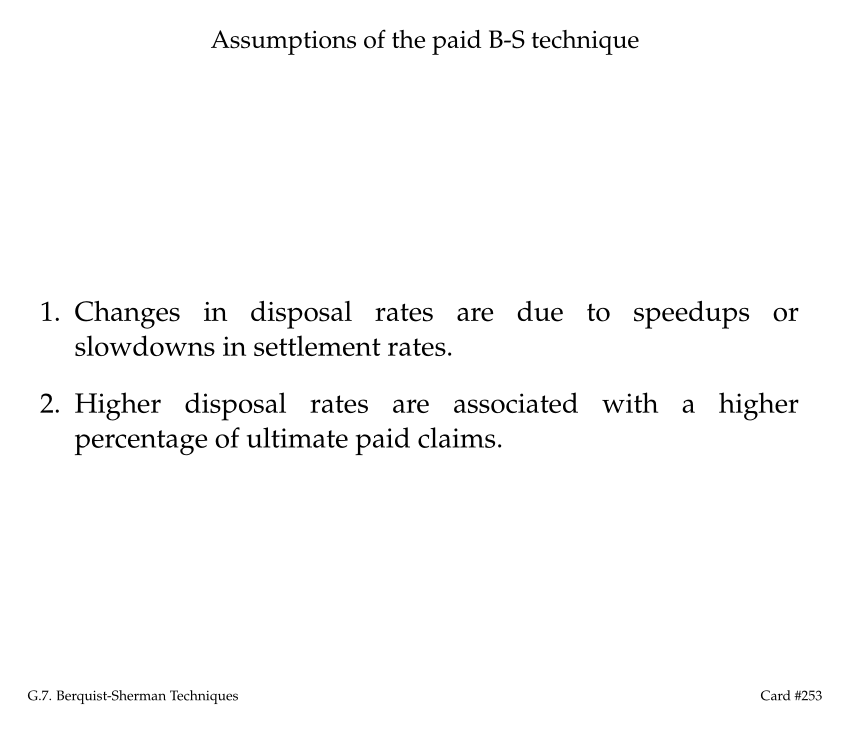 Assumptions of the paid B-S technique
1. Changes in disposal rates are due to speedups or
slowdowns in settlement rates.
2. Higher disposal rates are associated with a higher
percentage of ultimate paid claims.
G.7. Berquist-Sherman Techniques
Card #253